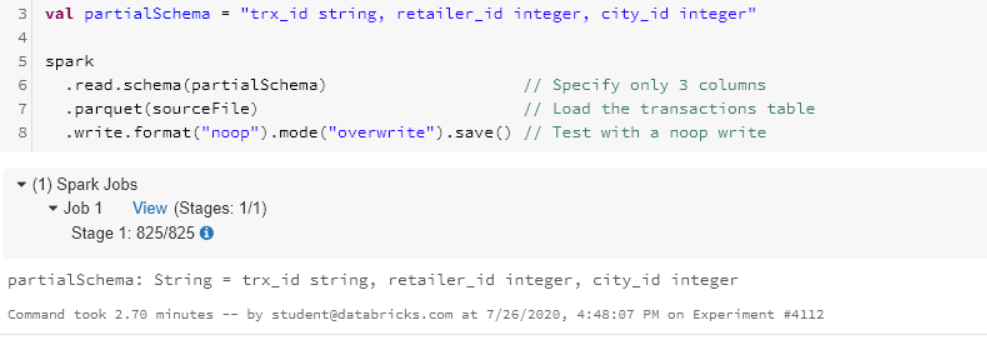 3 val partialSchema = "trx_id string, retailer_id integer, city_id integer"
4
5 spark
6 .read.schema(partialSchema) // Specify only 3 columns
7 .parquet(sourceFile) // Load the transactions table
8 .write.format("noop").mode("overwrite").save() // Test with a noop write
(1) Spark Jobs
Job 1 View (Stages: 1/1)
Stage 1: 825/825
partialSchema: String = trx_id string, retailer_id integer, city_id integer
Command took 2.70 minutes -- by student@databricks.com at 7/26/2020, 4:48:07 PM on Experiment #4112